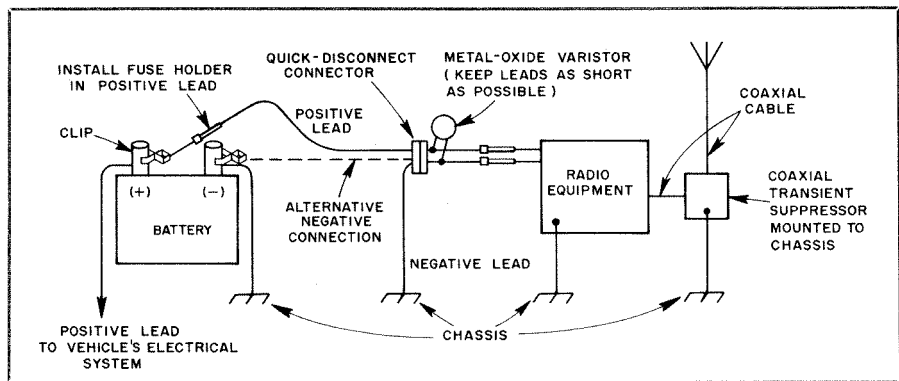 INSTALL FUSE HOLDER
IN POSITIVE LEAD
QUICK-DISCONNECT
CONNECTOR
METAL-OXIDE VARISTOR
(KEEP LEADS AS SHORT
AS POSSIBLE)
POSITIVE
LEAD
COAXIAL
CABLE
CLIP
(+)
(-)
BATTERY
ALTERNATIVE
NEGATIVE
CONNECTION
RADIO
EQUIPMENT
COAXIAL
TRANSIENT
SUPPRESSOR
MOUNTED TO
CHASSIS
NEGATIVE LEAD
POSITIVE LEAD
TO VEHICLE'S ELECTRICAL
SYSTEM
CHASSIS